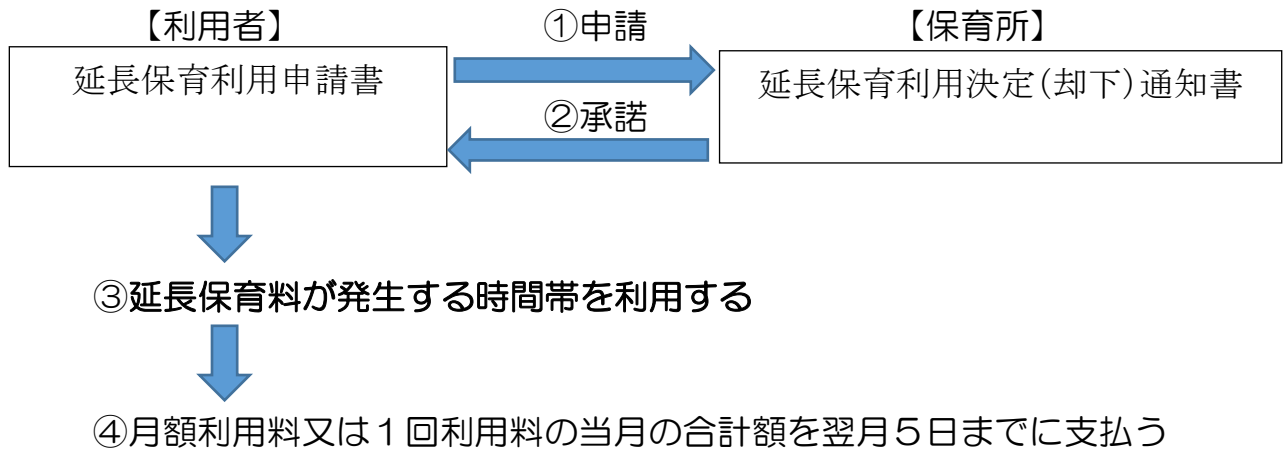 【利用者】
①申請
【保育所】
延長保育利用申請書
延長保育利用決定(却下)通知書
②承諾
③延長保育料が発生する時間帯を利用する
④月額利用料又は１回利用料の当月の合計額を翌月５日までに支払う